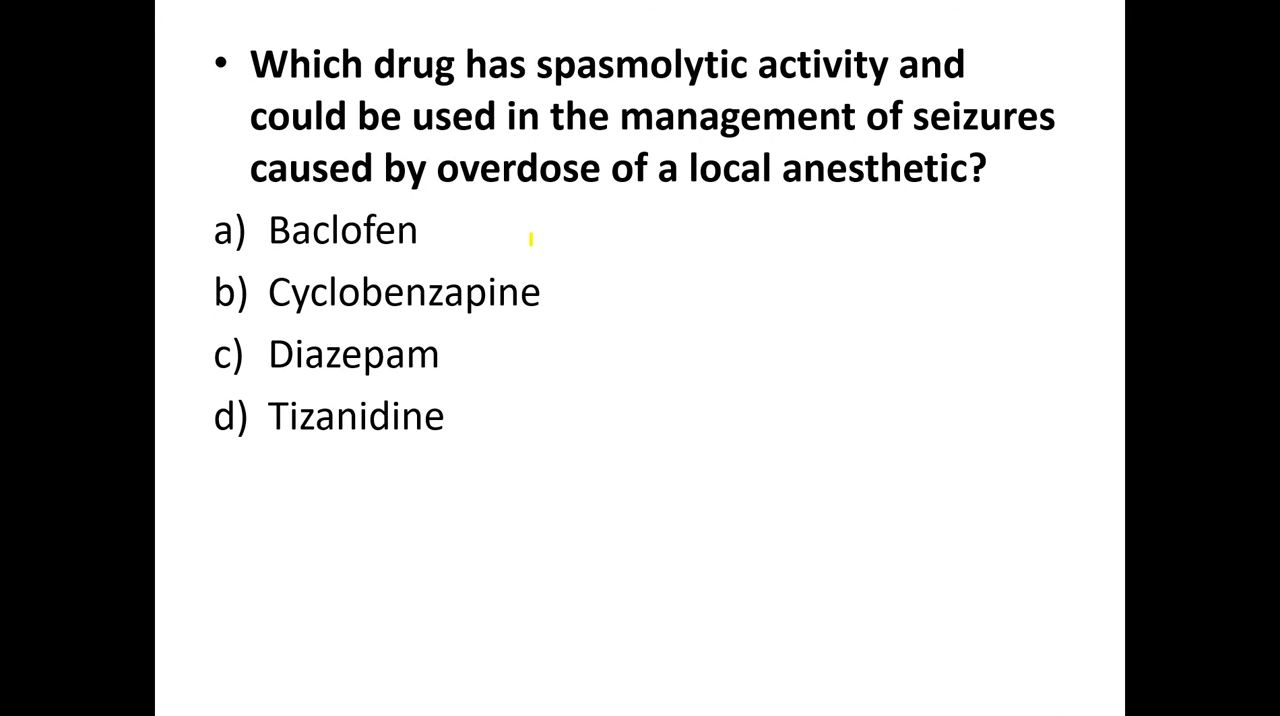 • Which drug has spasmolytic activity and
could be used in the management of seizures
caused by overdose of a local anesthetic?
a) Baclofen
b) Cyclobenzapine
c) Diazepam
d) Tizanidine